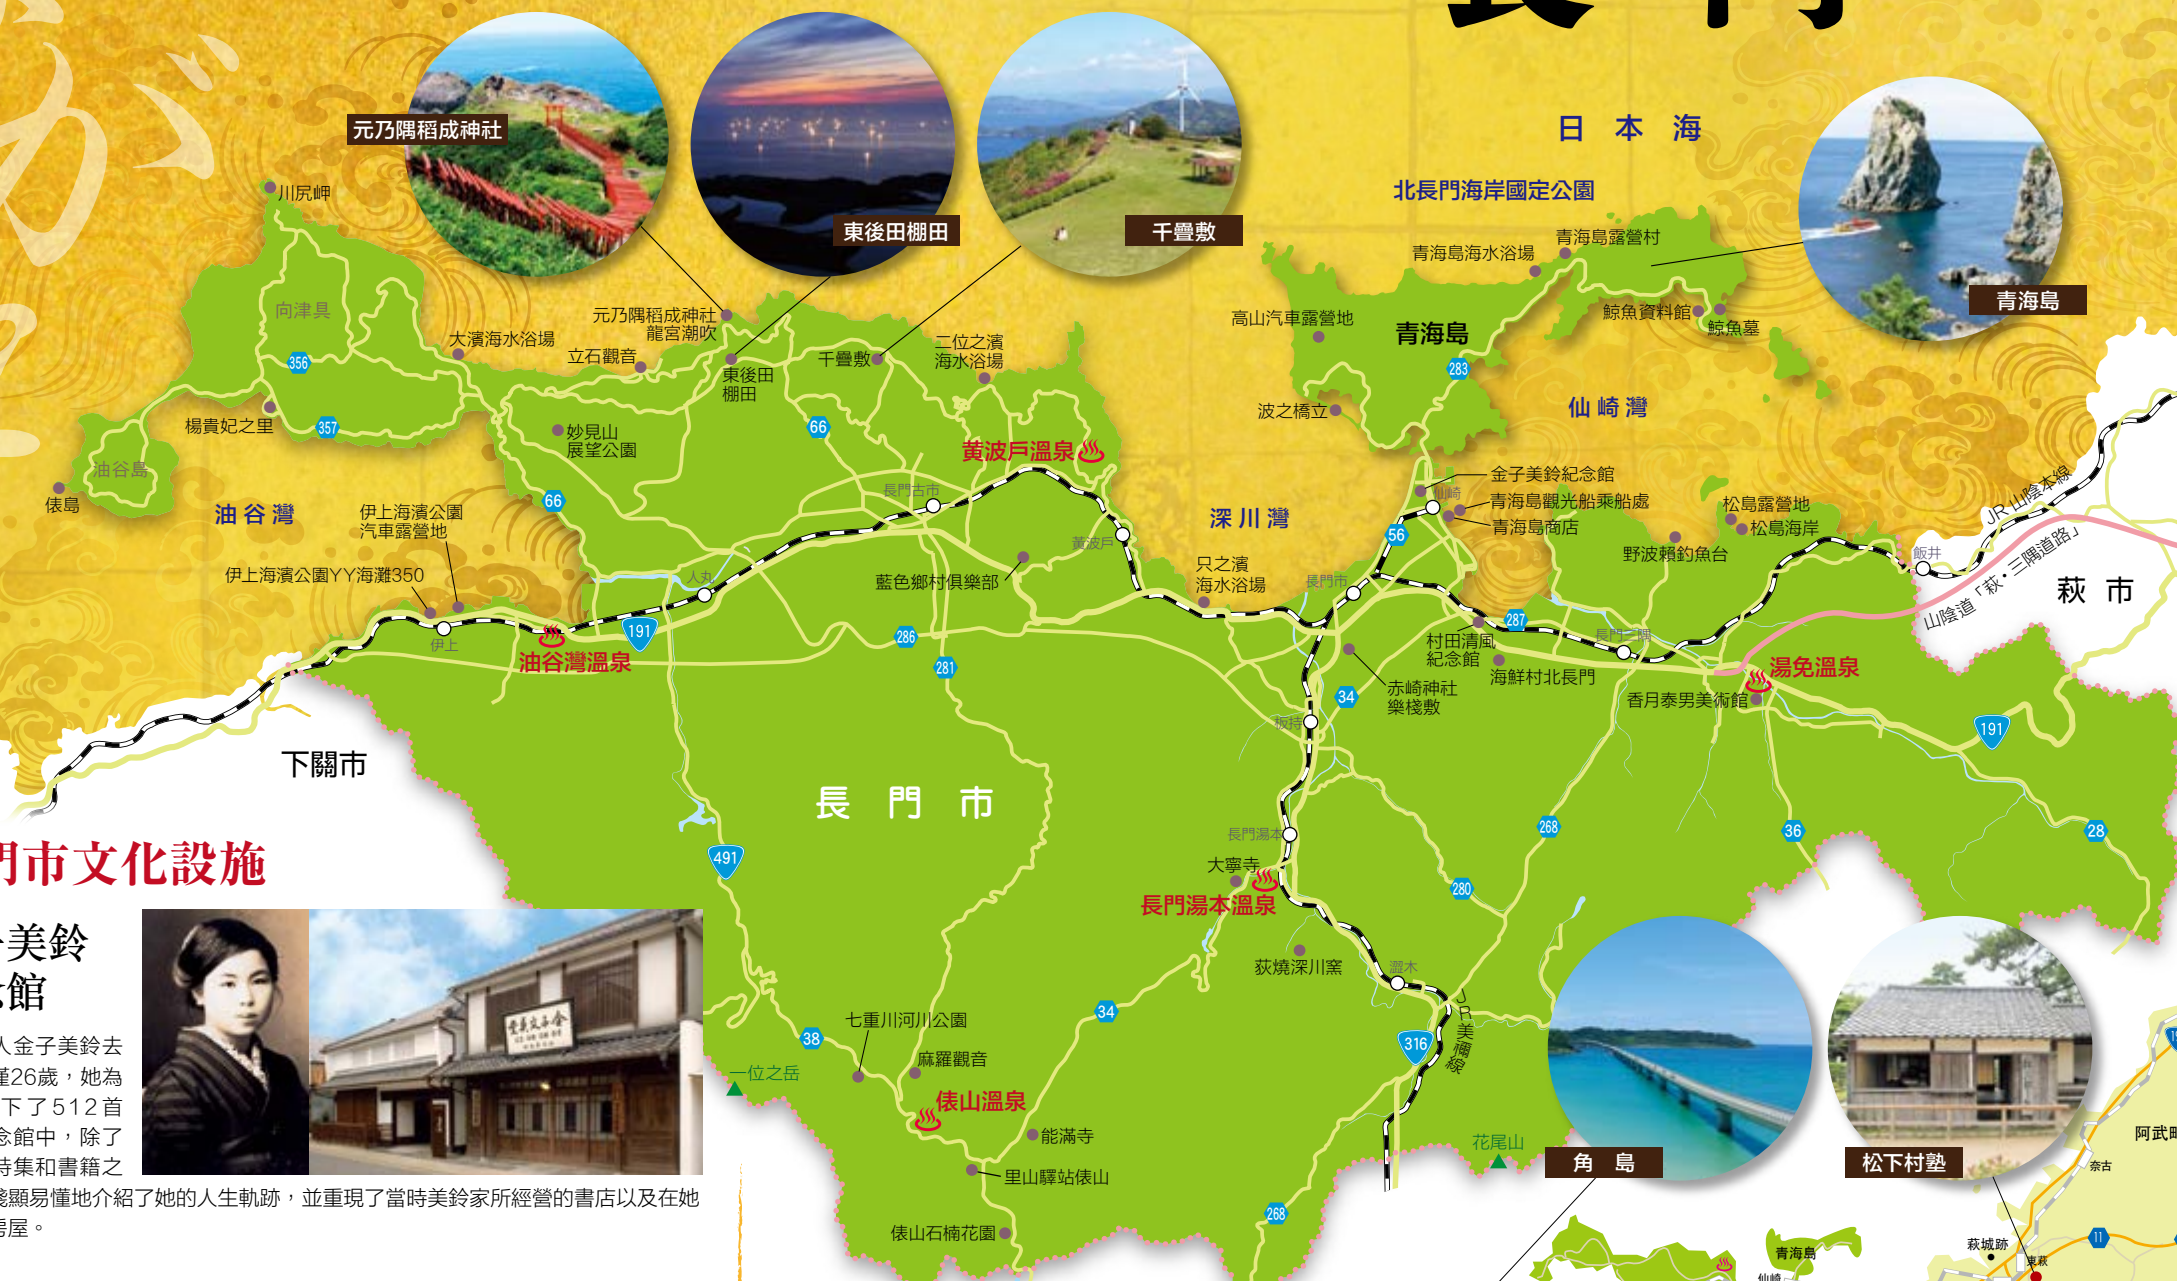 長門
が
元乃隅稻成神社
東後田棚田
千疊敷
日本海
北長門海岸國定公園
青海島
川尻岬
向津具
大濱海水浴場
元乃隅稻成神社
龍宮潮吹
立石觀音
東後田
棚田
千疊敷
二位之濱
海水浴場
青海島海水浴場
青海島露營村
高山汽車露營地
青海島
鯨魚資料館
鯨魚墓
356
283
楊貴妃之里
357
妙見山
展望公園
66
黃波戶溫泉
波之橋立
仙崎灣
油谷島
俵島
油谷灣
66
長門古市
深川灣
金子美鈴紀念館
仙崎
青海島觀光船乘船處
青海島商店
松島露營地
松島海岸
JR山陰本線
伊上海濱公園
汽車露營地
56
黃波戶
野波賴釣魚台
飯井
山陰道「萩・三隅道路」
萩市
伊上海濱公園YY海灘350
人丸
藍色鄉村俱樂部
只之濱
海水浴場
長門市
伊上
191
286
287
村田清風
紀念館
長門三隅
油谷灣溫泉
281
海鮮村北長門
湯免溫泉
赤崎神社
樂棧敷
34
香月泰男美術館
板持
191
下關市
長門市
268
36
28
長門湯本
491
大寧寺
280
長門湯本溫泉
荻燒深川窯
澀木
JR美禰線
34
38
316
七重川河川公園
麻羅觀音
一位之岳
俵山溫泉
能滿寺
里山驛站俵山
俵山石楠花園
268
花尾山
角島
松下村塾
門市文化設施
美鈴
館
人金子美鈴去
僅26歲，她為
下了512首
念館中，除了
詩集和書籍之
淺顯易懂地介紹了她的人生軌跡，並重現了當時美鈴家所經營的書店以及在她
房屋。
阿武町
奈古
11
萩城跡
東萩
青海島
仙崎